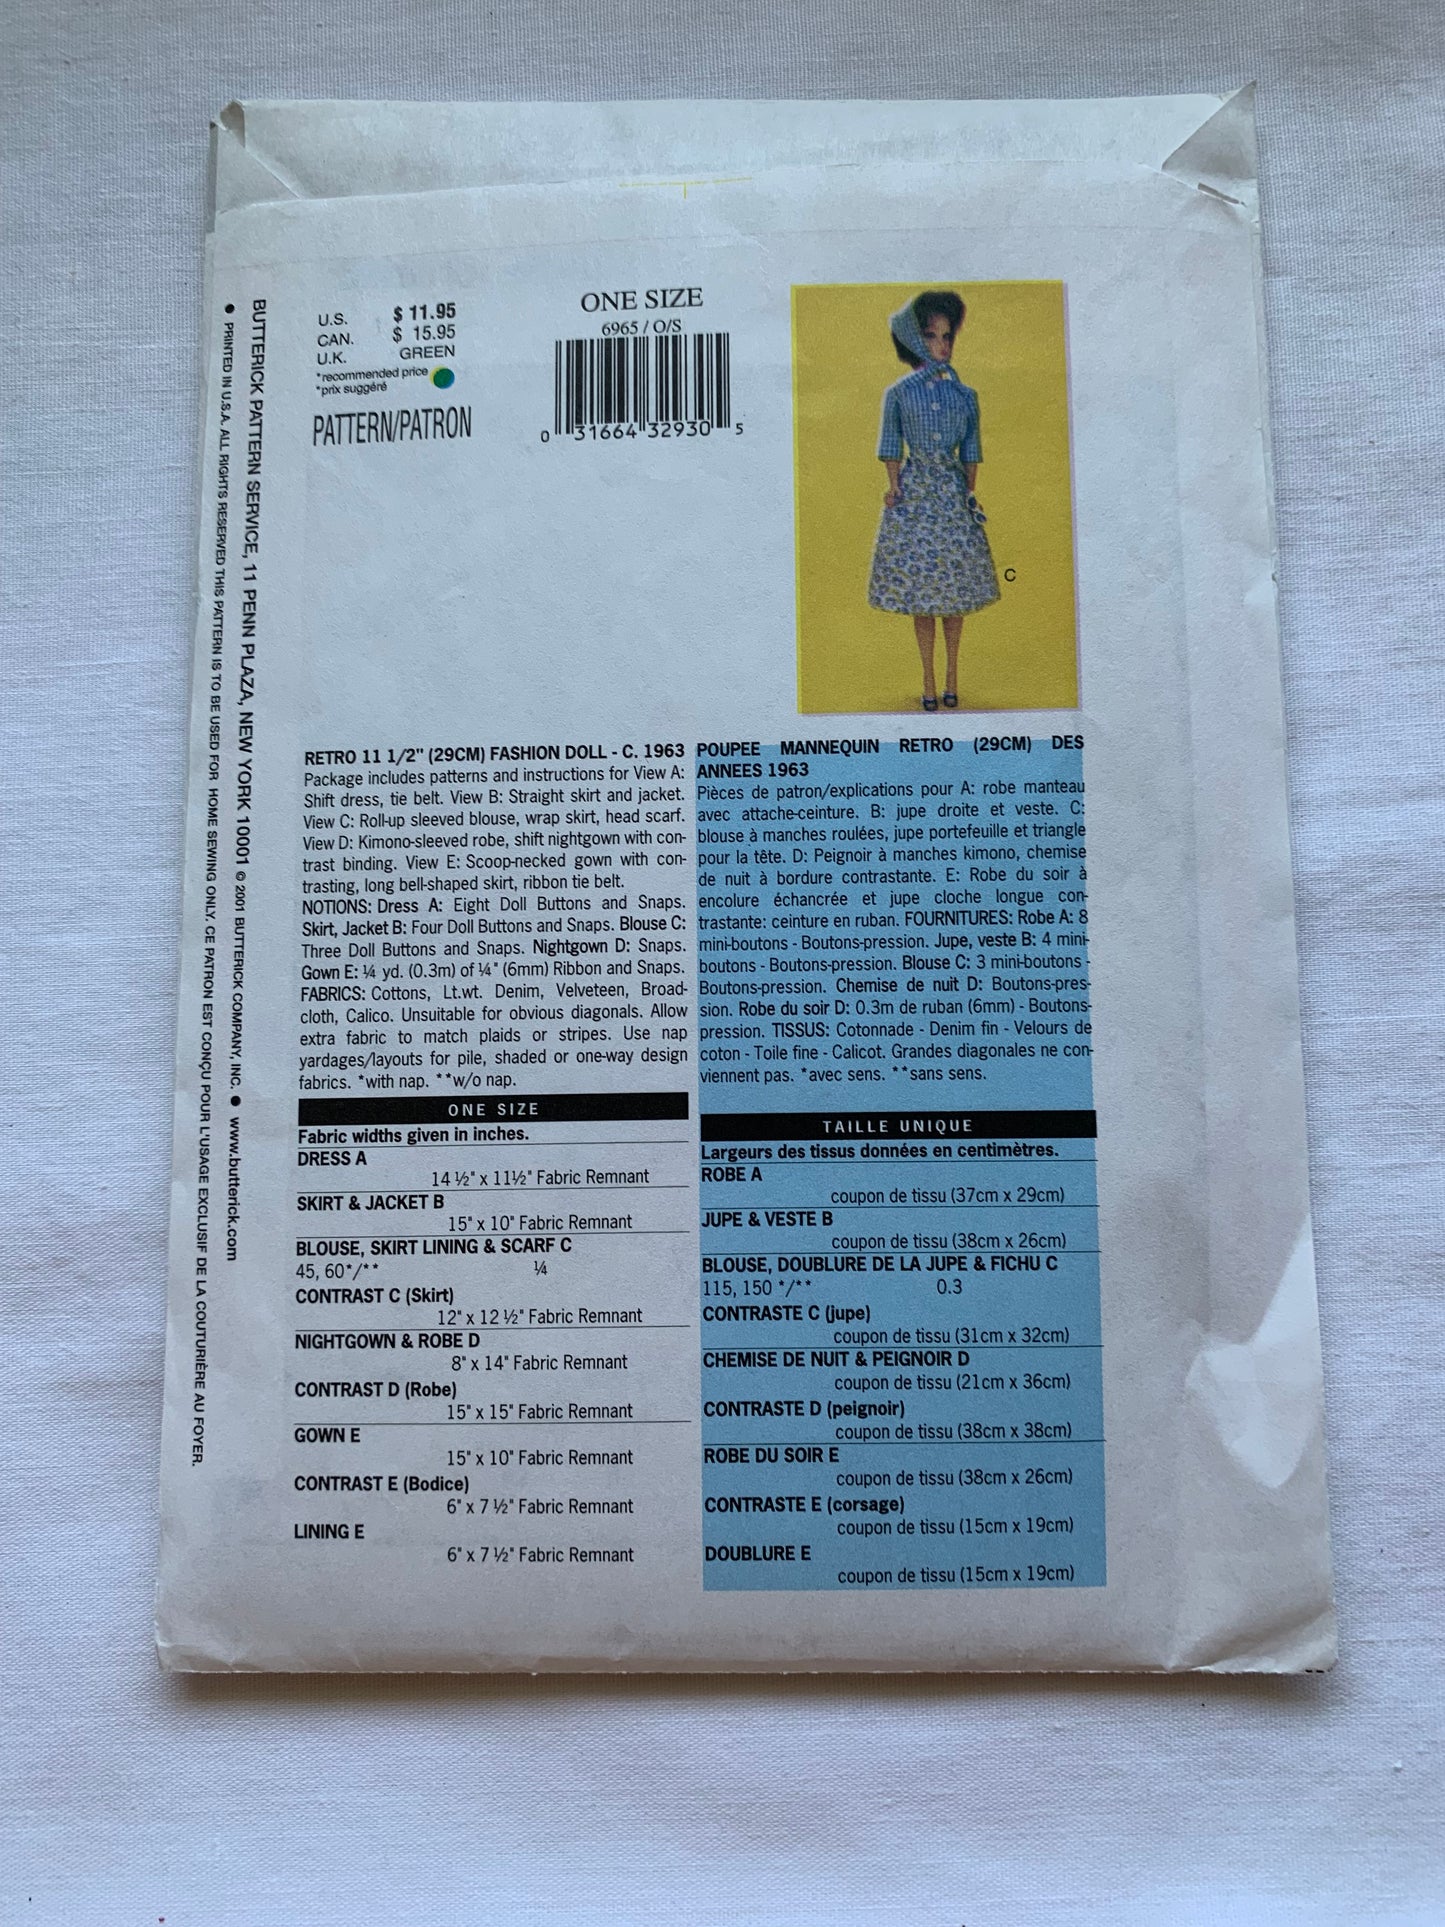 BUTTERICK PATTERN SERVICE, 11 PENN PLAZA, NEW YORK 10001 © 2001 BUTTERICK COMPANY, INC. ● www.butterick.com
● PRINTED IN U.S.A. ALL RIGHTS RESERVED THIS PATTERN IS TO BE USED FOR HOME SEWING ONLY. CE PATRON EST CONÇU POUR L'USAGE EXCLUSIF DE LA COUTURIÈRE AU FOYER.
U.S. $ 11.95
CAN. $ 15.95
U.K. GREEN
*recommended price
*prix suggéré
PATTERN/PATRON
ONE SIZE
6965 / O/S
0 31664 32930 5
C
RETRO 11 1/2" (29CM) FASHION DOLL - C. 1963
Package includes patterns and instructions for View A:
Shift dress, tie belt. View B: Straight skirt and jacket.
View C: Roll-up sleeved blouse, wrap skirt, head scarf.
View D: Kimono-sleeved robe, shift nightgown with con-
trast binding. View E: Scoop-necked gown with con-
trasting, long bell-shaped skirt, ribbon tie belt.
NOTIONS: Dress A: Eight Doll Buttons and Snaps.
Skirt, Jacket B: Four Doll Buttons and Snaps. Blouse C:
Three Doll Buttons and Snaps. Nightgown D: Snaps.
Gown E: ¼ yd. (0.3m) of ¼" (6mm) Ribbon and Snaps.
FABRICS: Cottons, Lt.wt. Denim, Velveteen, Broad-
cloth, Calico. Unsuitable for obvious diagonals. Allow
extra fabric to match plaids or stripes. Use nap
yardages/layouts for pile, shaded or one-way design
fabrics. *with nap. **w/o nap.
ONE SIZE
Fabric widths given in inches.
DRESS A
14 ½" x 11½" Fabric Remnant
SKIRT & JACKET B
15" x 10" Fabric Remnant
BLOUSE, SKIRT LINING & SCARF C
45, 60*/** ¼
CONTRAST C (Skirt)
12" x 12 ½" Fabric Remnant
NIGHTGOWN & ROBE D
8" x 14" Fabric Remnant
CONTRAST D (Robe)
15" x 15" Fabric Remnant
GOWN E
15" x 10" Fabric Remnant
CONTRAST E (Bodice)
6" x 7 ½" Fabric Remnant
LINING E
6" x 7 ½" Fabric Remnant
POUPEE MANNEQUIN RETRO (29CM) DES
ANNEES 1963
Pièces de patron/explications pour A: robe manteau
avec attache-ceinture. B: jupe droite et veste. C:
blouse à manches roulées, jupe portefeuille et triangle
pour la tête. D: Peignoir à manches kimono, chemise
de nuit à bordure contrastante. E: Robe du soir à
encolure échancrée et jupe cloche longue con-
trastante: ceinture en ruban. FOURNITURES: Robe A: 8
mini-boutons - Boutons-pression. Jupe, veste B: 4 mini-
boutons - Boutons-pression. Blouse C: 3 mini-boutons -
Boutons-pression. Chemise de nuit D: Boutons-pres-
sion. Robe du soir D: 0.3m de ruban (6mm) - Boutons-
pression. TISSUS: Cotonnade - Denim fin - Velours de
coton - Toile fine - Calicot. Grandes diagonales ne con-
viennent pas. *avec sens. **sans sens.
TAILLE UNIQUE
Largeurs des tissus données en centimètres.
ROBE A
coupon de tissu (37cm x 29cm)
JUPE & VESTE B
coupon de tissu (38cm x 26cm)
BLOUSE, DOUBLURE DE LA JUPE & FICHU C
115, 150 */** 0.3
CONTRASTE C (jupe)
coupon de tissu (31cm x 32cm)
CHEMISE DE NUIT & PEIGNOIR D
coupon de tissu (21cm x 36cm)
CONTRASTE D (peignoir)
coupon de tissu (38cm x 38cm)
ROBE DU SOIR E
coupon de tissu (38cm x 26cm)
CONTRASTE E (corsage)
coupon de tissu (15cm x 19cm)
DOUBLURE E
coupon de tissu (15cm x 19cm)